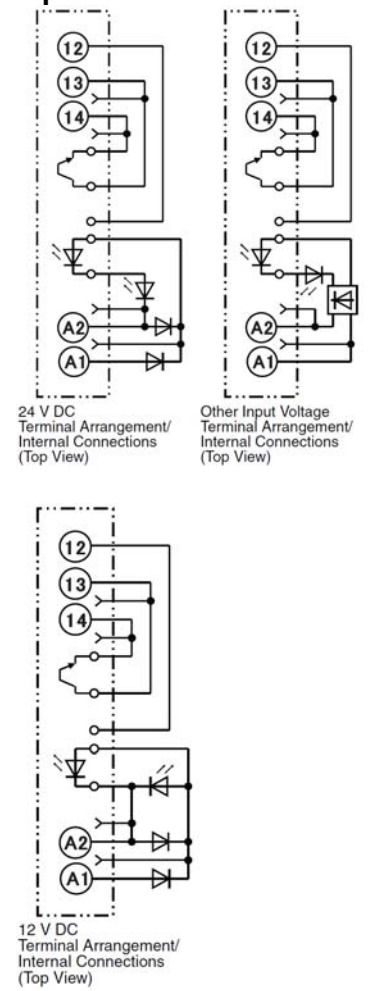 12
13
14
A2
A1
24 V DC
Terminal Arrangement/
Internal Connections
(Top View)
12
13
14
A2
A1
Other Input Voltage
Terminal Arrangement/
Internal Connections
(Top View)
12
13
14
A2
A1
12 V DC
Terminal Arrangement/
Internal Connections
(Top View)